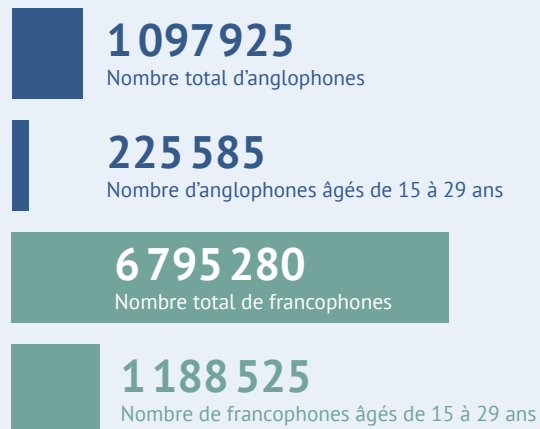 1 097 925
Nombre total d’anglophones
225 585
Nombre d’anglophones âgés de 15 à 29 ans
6 795 280
Nombre total de francophones
1 188 525
Nombre de francophones âgés de 15 à 29 ans